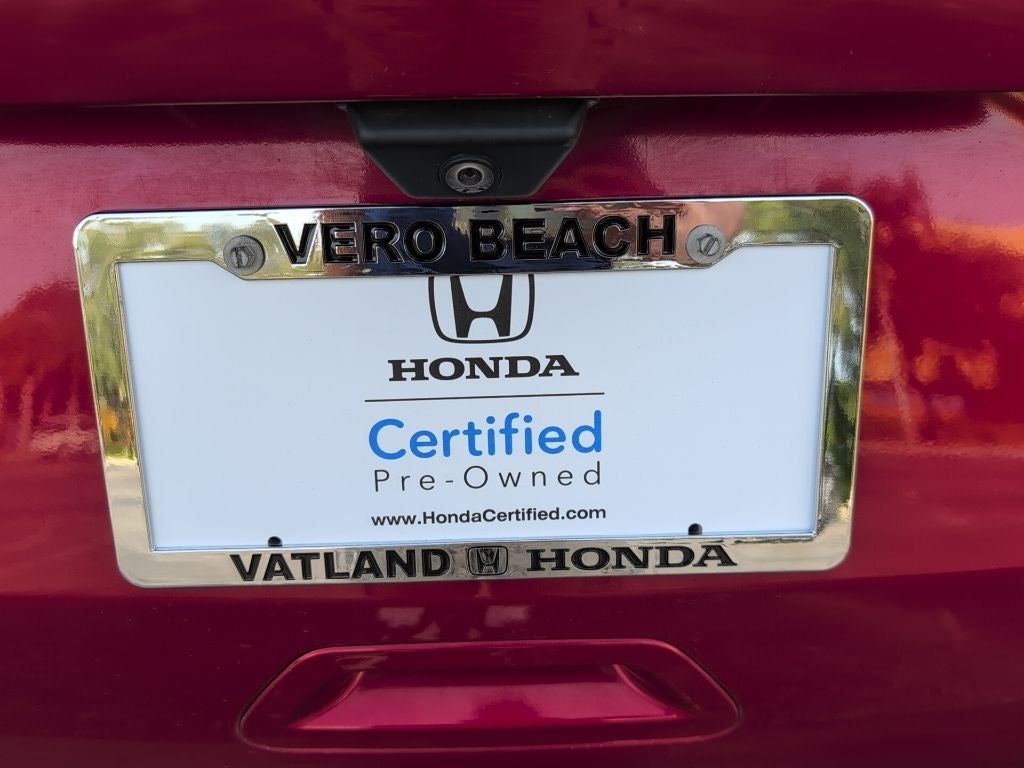 VERO BEACH
HONDA
Certified
Pre-Owned
www.HondaCertified.com
VATLAND HONDA